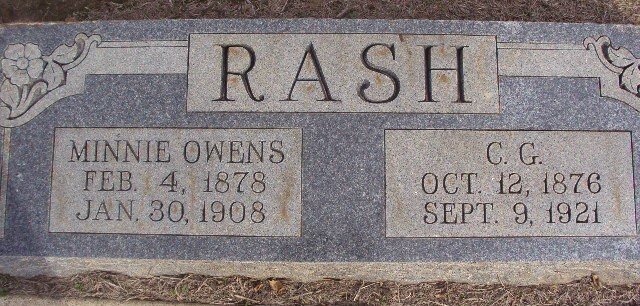 RASH
MINNIE OWENS
FEB. 4, 1878
JAN. 30, 1908
C. G.
OCT. 12, 1876
SEPT. 9, 1921